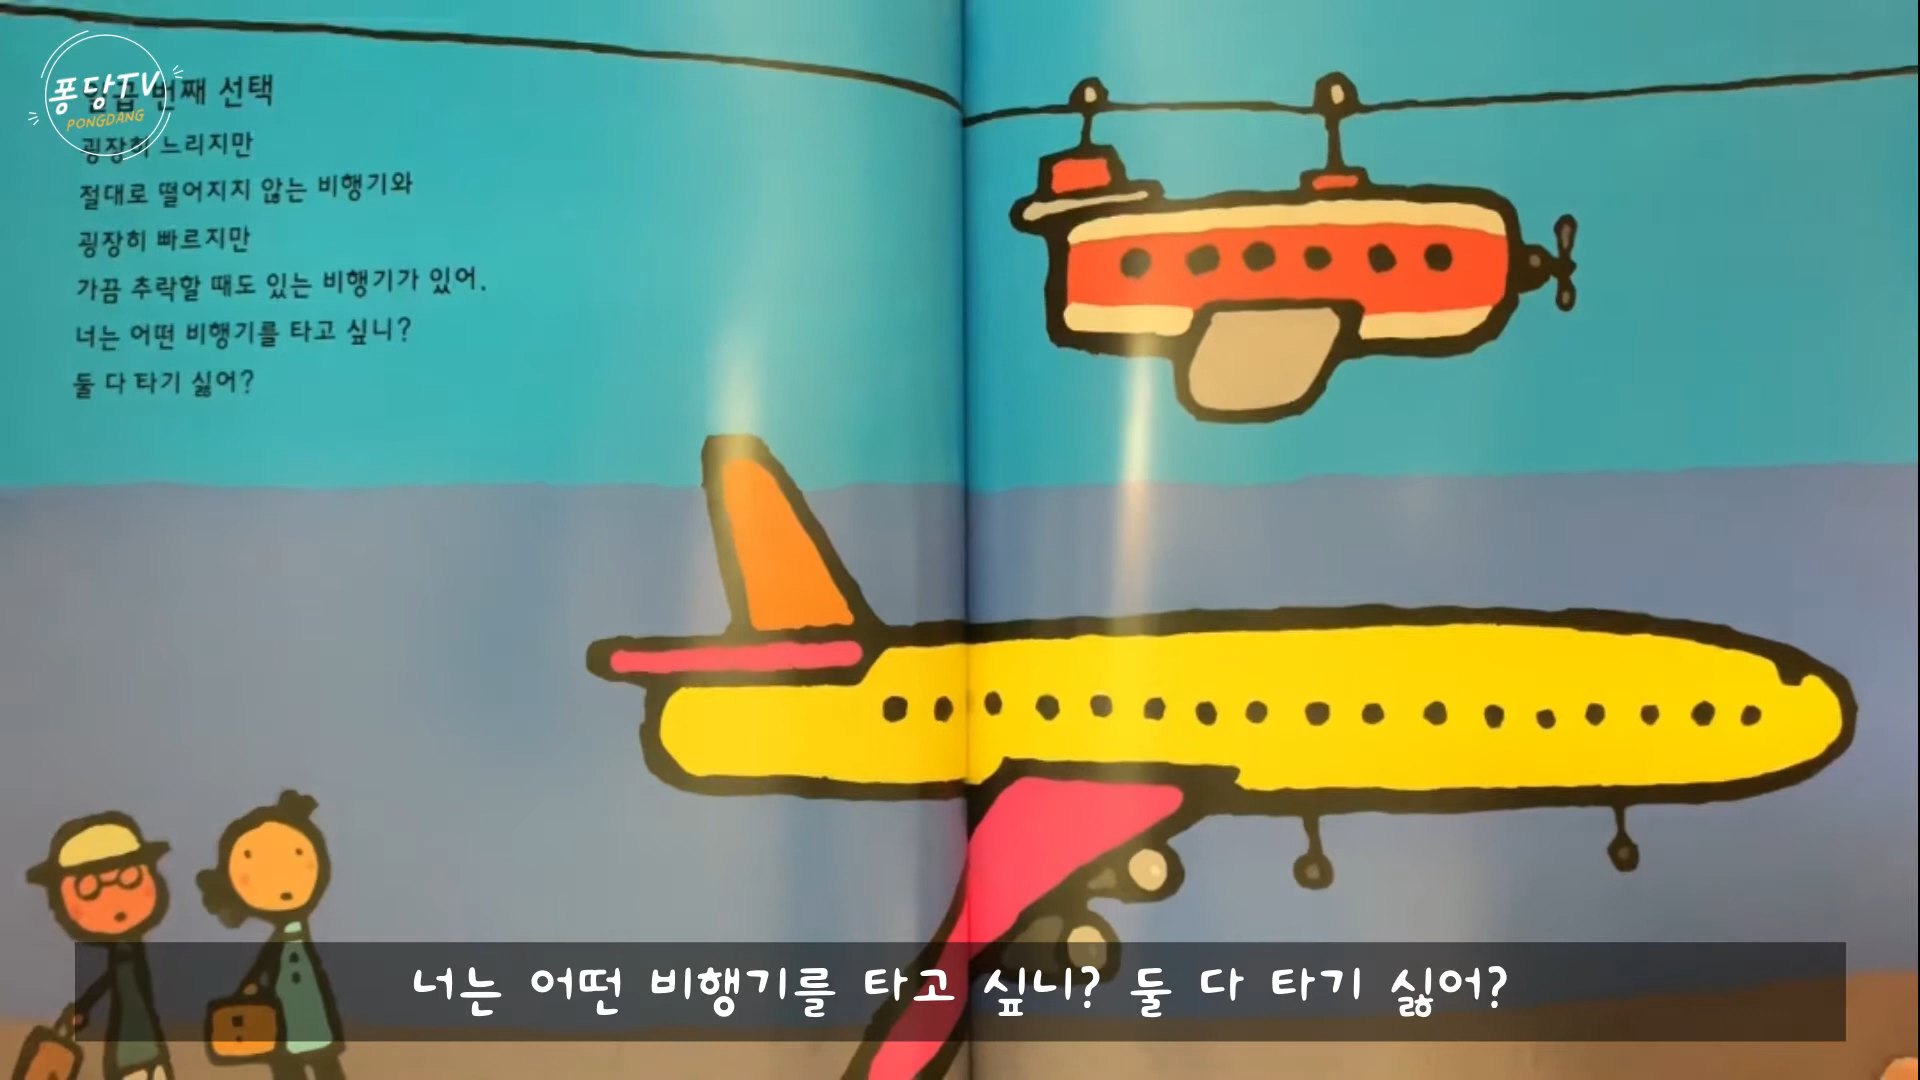 퐁당TV
PONGDANG
번째 선택
굉장히 느리지만
절대로 떨어지지 않는 비행기와
굉장히 빠르지만
가끔 추락할 때도 있는 비행기가 있어.
너는 어떤 비행기를 타고 싶니?
둘 다 타기 싫어?
너는 어떤 비행기를 타고 싶니? 둘 다 타기 싫어?